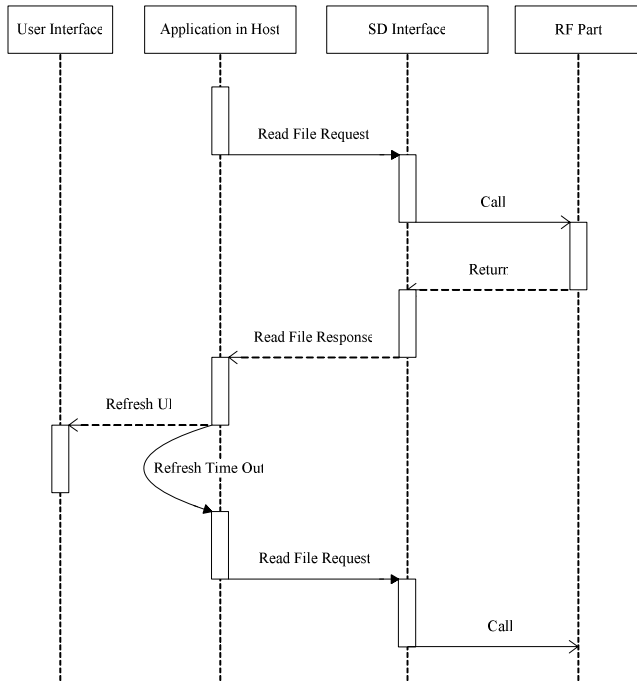 User Interface
Application in Host
SD Interface
RF Part
Read File Request
Call
Return
Read File Response
Refresh UI
Refresh Time Out
Read File Request
Call